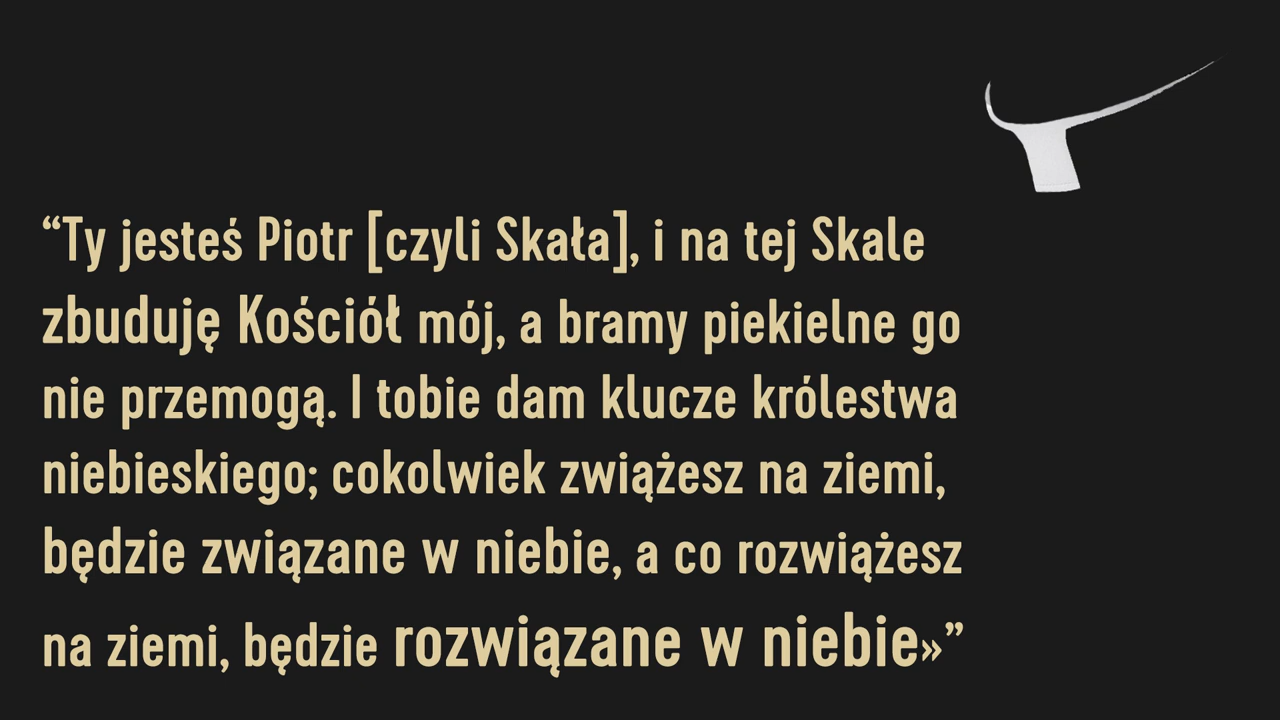 “Ty jesteś Piotr [czyli Skała], i na tej Skale
zbuduję Kościół mój, a bramy piekielne go
nie przemogą. I tobie dam klucze królestwa
niebieskiego; cokolwiek zwiążesz na ziemi,
będzie związane w niebie, a co rozwiążesz
na ziemi, będzie rozwiązane w niebie»”